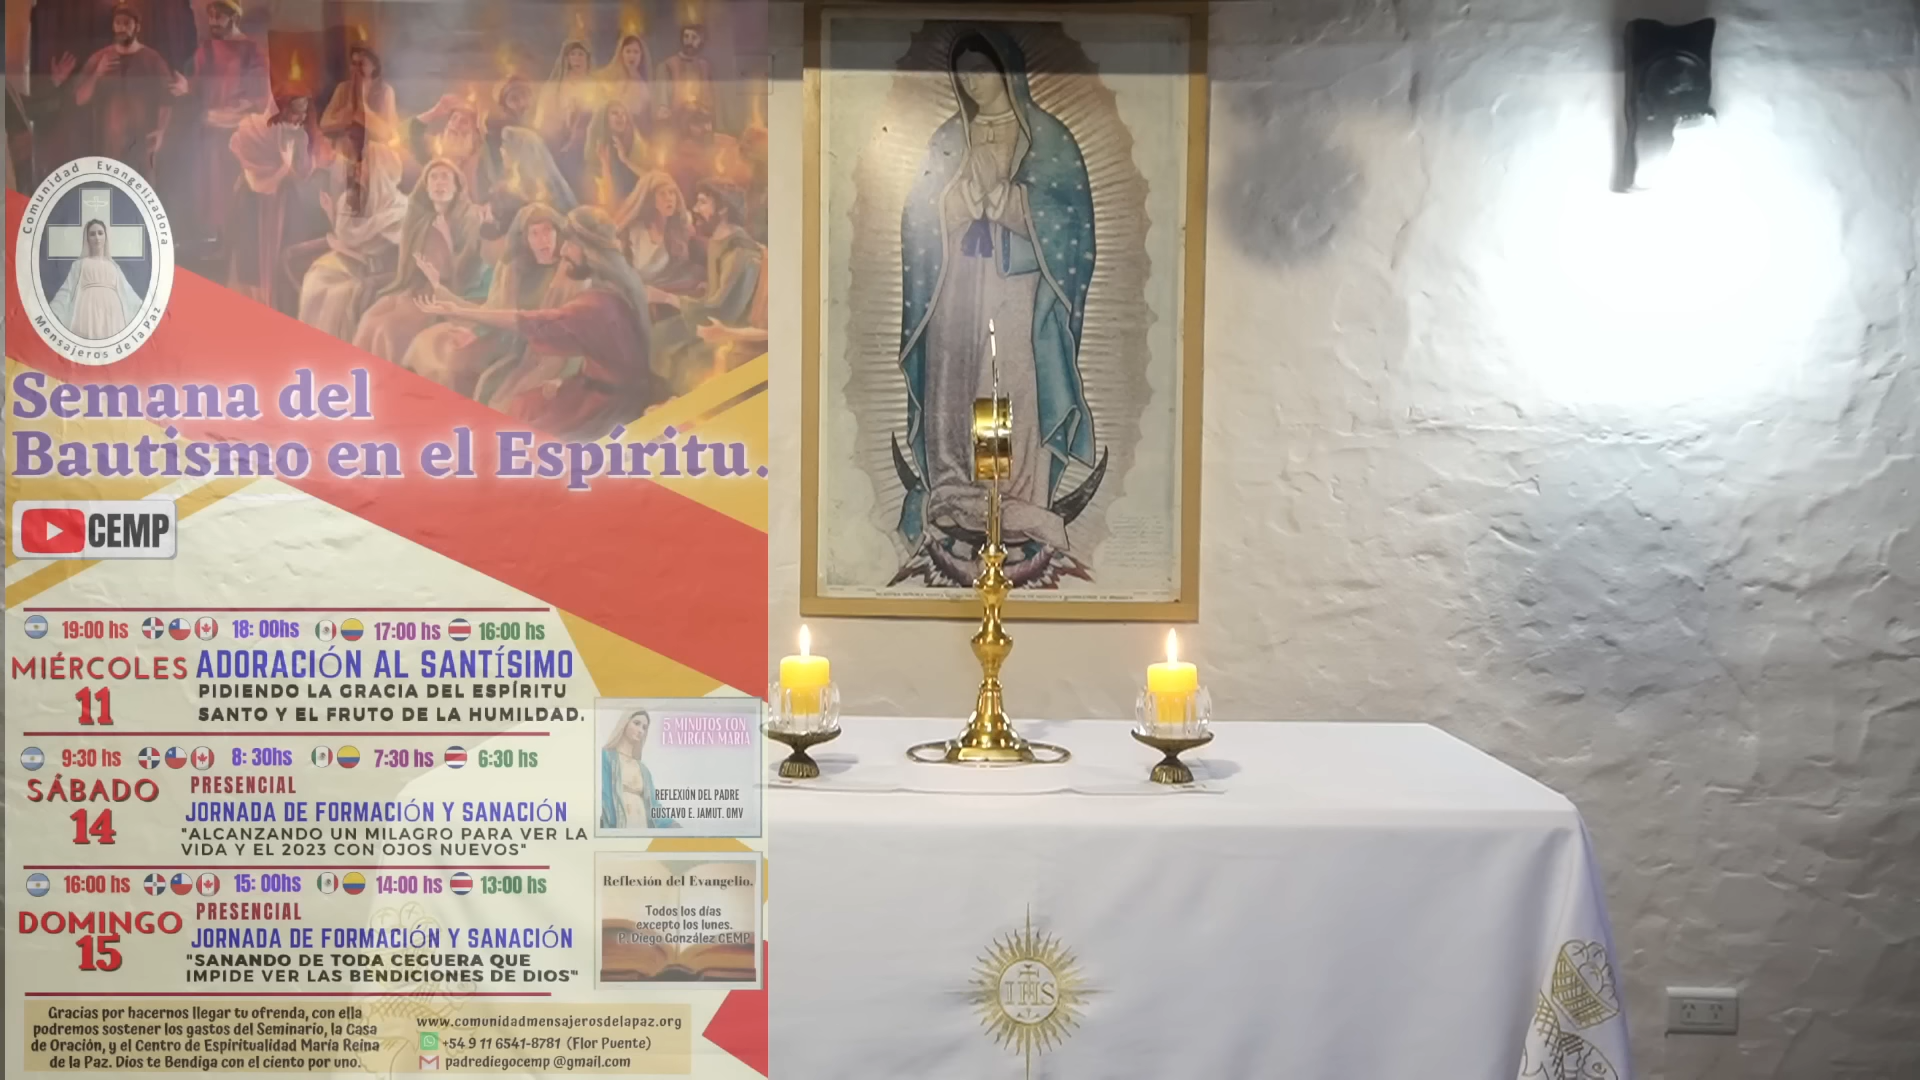 Comunidad Evangelizadora
Mensajeros de la Paz
Semana del
Bautismo en el Espíritu.
CEMP
19:00 hs 18: 00hs 17:00 hs 16:00 hs
MIÉRCOLES ADORACIÓN AL SANTÍSIMO
11 PIDIENDO LA GRACIA DEL ESPÍRITU
SANTO Y EL FRUTO DE LA HUMILDAD.
9:30 hs 8: 30hs 7:30 hs 6:30 hs
SÁBADO PRESENCIAL
14 JORNADA DE FORMACIÓN Y SANACIÓN
"ALCANZANDO UN MILAGRO PARA VER LA
VIDA Y EL 2023 CON OJOS NUEVOS"
16:00 hs 15: 00hs 14:00 hs 13:00 hs
DOMINGO PRESENCIAL
15 JORNADA DE FORMACIÓN Y SANACIÓN
"SANANDO DE TODA CEGUERA QUE
IMPIDE VER LAS BENDICIONES DE DIOS"
5 MINUTOS CON
LA VIRGEN MARÍA
REFLEXIÓN DEL PADRE
GUSTAVO E. JAMUT. OMV
Reflexión del Evangelio.
Todos los días
excepto los lunes.
P. Diego González CEMP
Gracias por hacernos llegar tu ofrenda, con ella
podremos sostener los gastos del Seminario, la Casa
de Oración, y el Centro de Espiritualidad María Reina
de la Paz. Dios te Bendiga con el ciento por uno.
www.comunidadmensajerosdelapaz.org
+54 9 11 6541-8781 (Flor Puente)
padrediegocemp @gmail.com
IHS